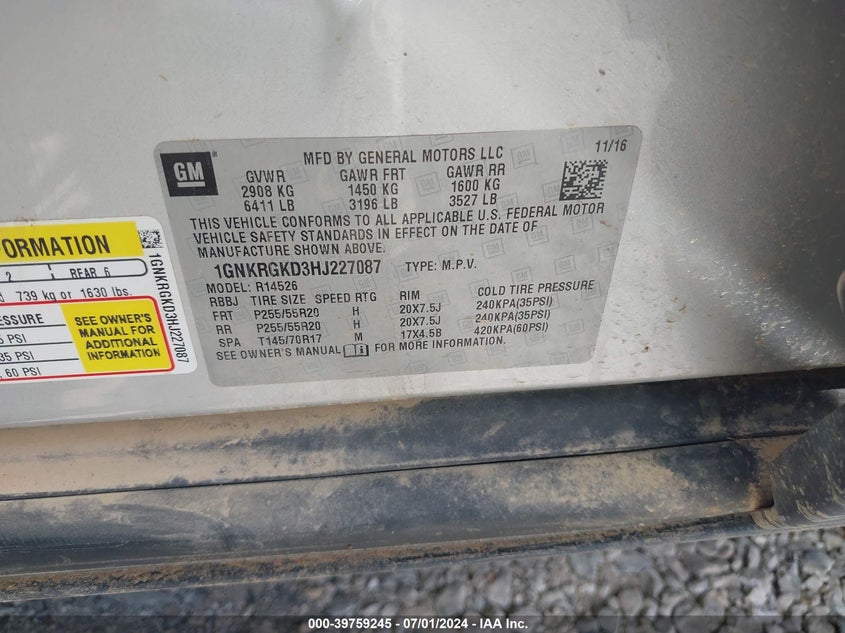 GM
MFD BY GENERAL MOTORS LLC
11/16
GVWR GAWR FRT GAWR RR
2908 KG 1450 KG 1600 KG
6411 LB 3196 LB 3527 LB
THIS VEHICLE CONFORMS TO ALL APPLICABLE U.S. FEDERAL MOTOR
VEHICLE SAFETY STANDARDS IN EFFECT ON THE DATE OF
MANUFACTURE SHOWN ABOVE.
1GNKRGKD3HJ227087 TYPE: M.P.V.
MODEL: R14526
RBBJ TIRE SIZE SPEED RTG RIM COLD TIRE PRESSURE
FRT P255/55R20 H 20X7.5J 240KPA(35PSI)
RR P255/55R20 H 20X7.5J 240KPA(35PSI)
SPA T145/70R17 M 17X4.5B 420KPA(60PSI)
SEE OWNER'S MANUAL FOR MORE INFORMATION.
FORMATION
2 REAR 6
739 kg or 1630 lbs.
SEE OWNER'S
MANUAL FOR
ADDITIONAL
INFORMATION
PSI
35 PSI
60 PSI
1GNKRGKD3HJ227087
000-39759245 - 07/01/2024 - IAAI.COM